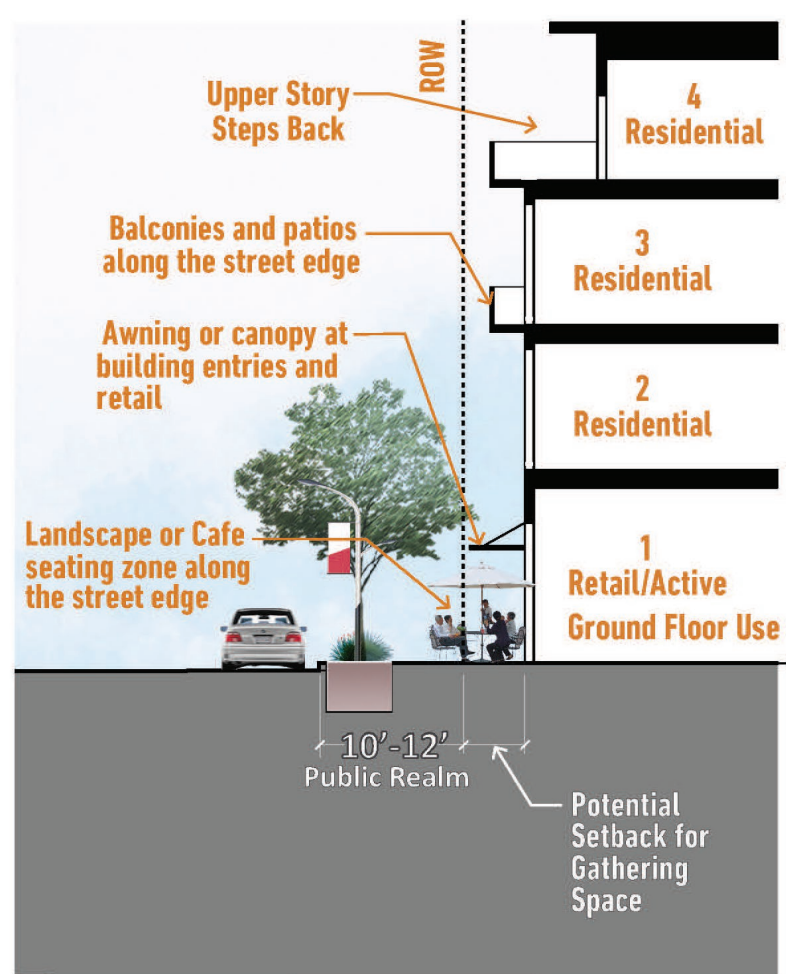 ROW
Upper Story
Steps Back
4
Residential
Balconies and patios
along the street edge
3
Residential
Awning or canopy at
building entries and
retail
2
Residential
Landscape or Cafe
seating zone along
the street edge
1
Retail/Active
Ground Floor Use
10'-12'
Public Realm
Potential
Setback for
Gathering
Space